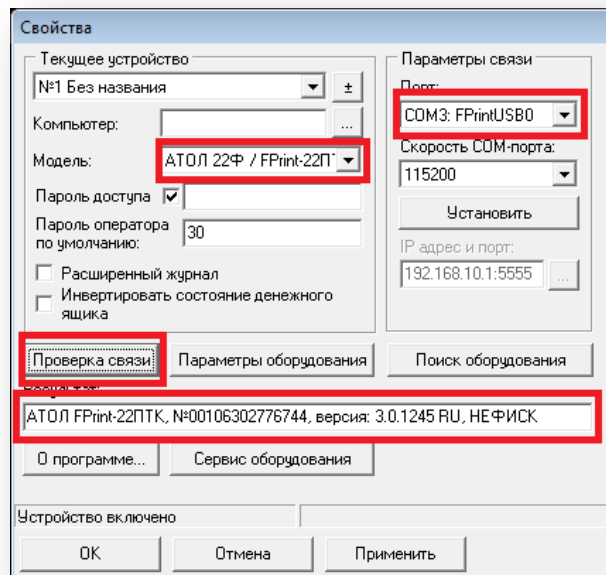 Свойства
Текущее устройство
№1 Без названия
±
Компьютер:
...
Модель:
АТОЛ 22Ф / FPrint-22ПТ
Пароль доступа
Пароль оператора
по умолчанию:
30
Расширенный журнал
Инвертировать состояние денежного
ящика
Параметры связи
Порт:
COM3: FPrintUSB0
Скорость COM-порта:
115200
Установить
IP адрес и порт:
192.168.10.1:5555
...
Проверка связи
Параметры оборудования
Поиск оборудования
Результат:
АТОЛ FPrint-22ПТК, №00106302776744, версия: 3.0.1245 RU, НЕФИСК
О программе...
Сервис оборудования
Устройство включено
OK
Отмена
Применить